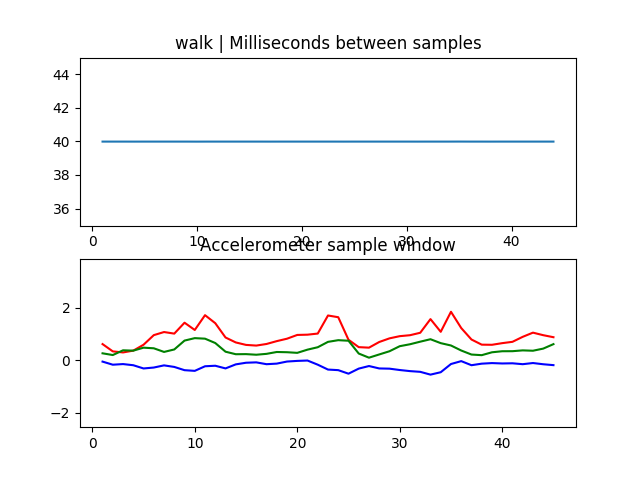 walk | Milliseconds between samples
44
42
40
38
36
0 10 20 30 40
Accelerometer sample window
2
0
−2
0 10 20 30 40